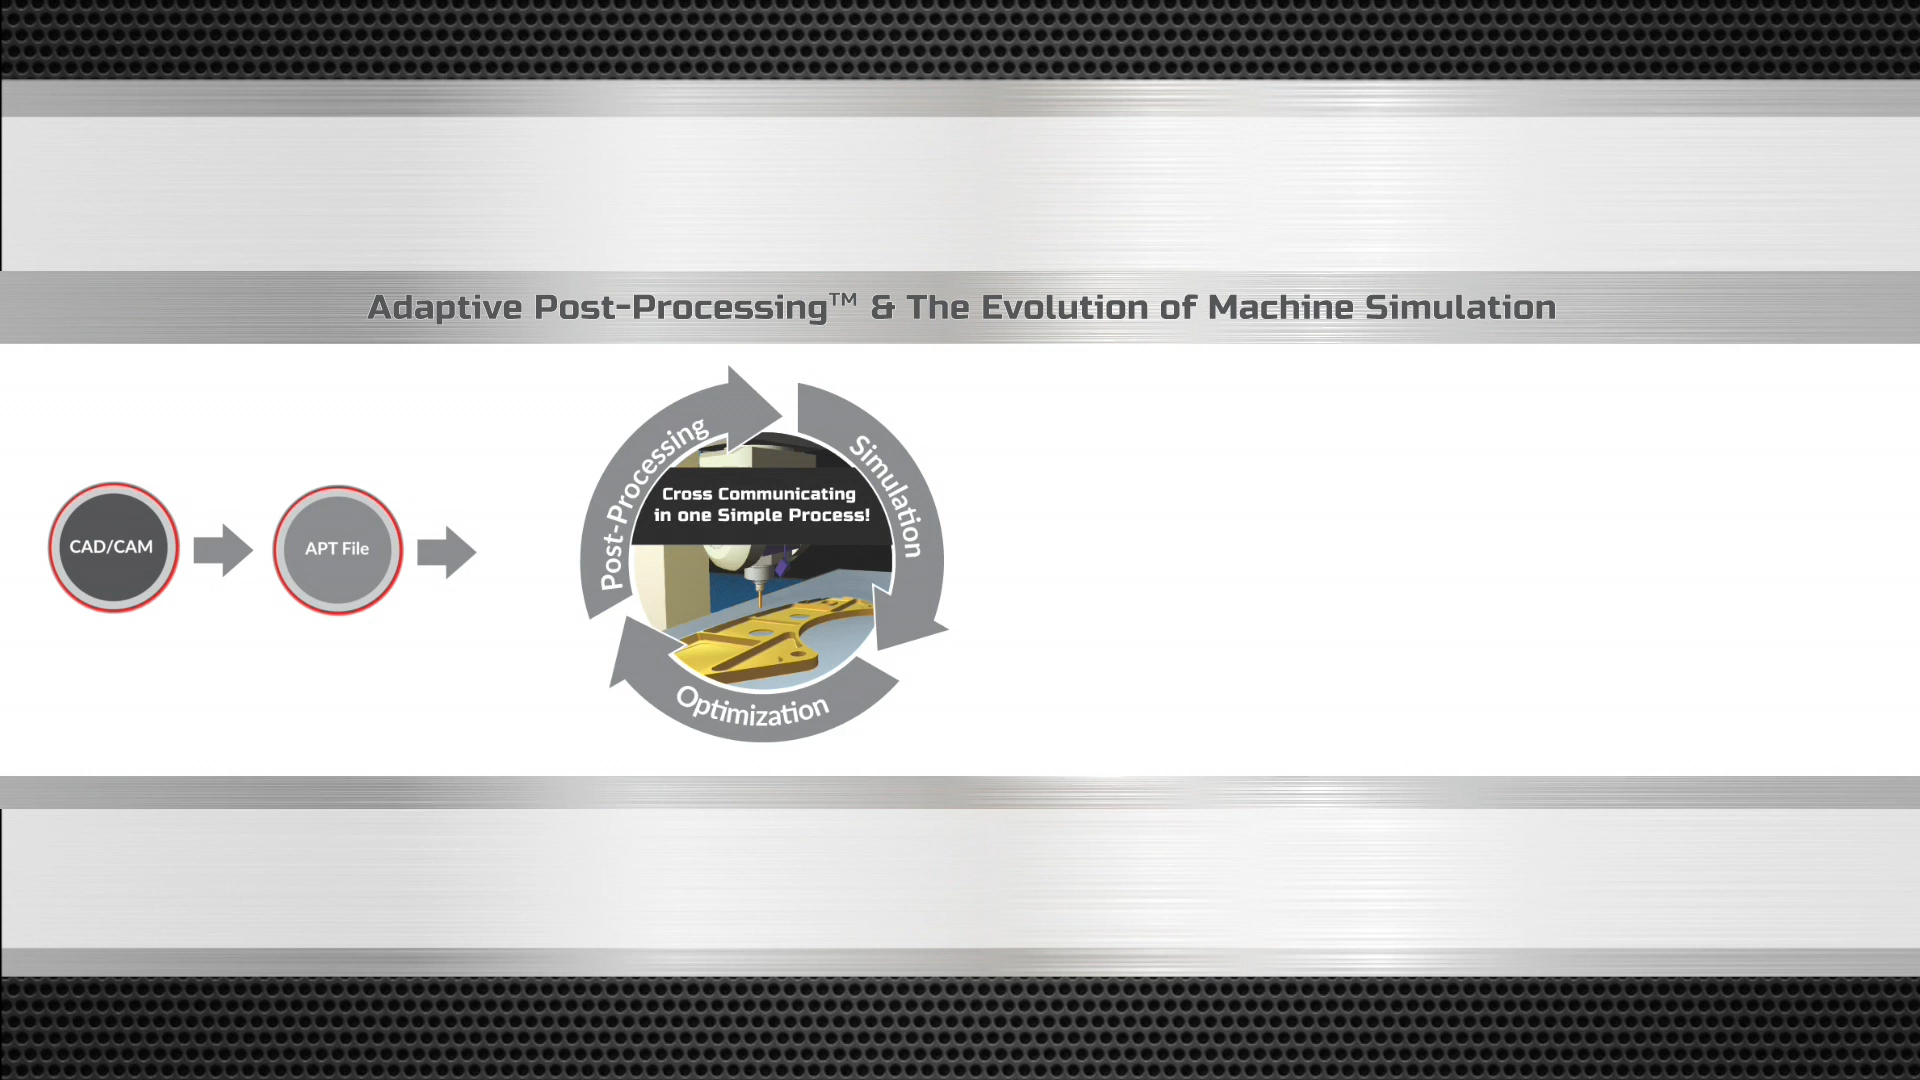 Adaptive Post-Processing™ & The Evolution of Machine Simulation
CAD/CAM
APT File
Post-Processing
Simulation
Optimization
Cross Communicating
in one Simple Process!